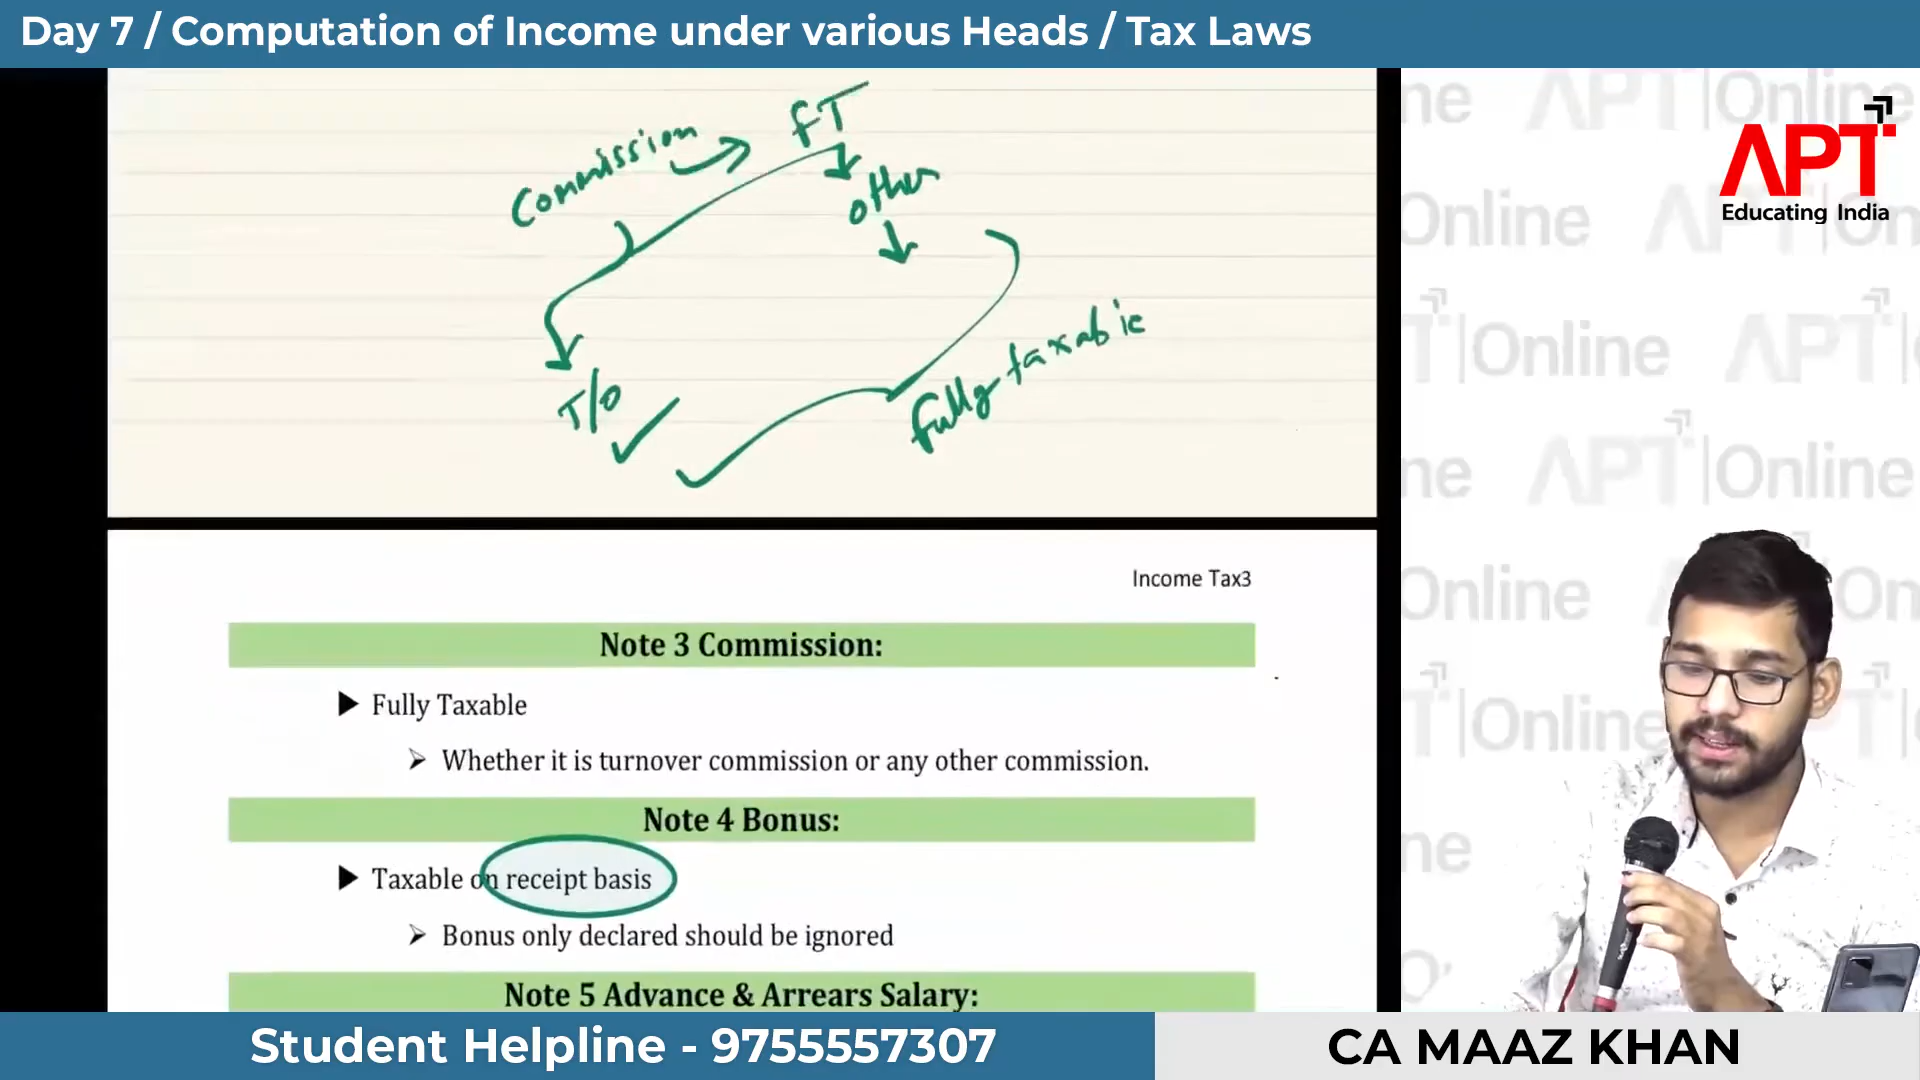 Day 7 / Computation of Income under various Heads / Tax Laws
Commission
FT
other
T/O
fully taxable
APT
Educating India
Income Tax3
Note 3 Commission:
Fully Taxable
Whether it is turnover commission or any other commission.
Note 4 Bonus:
Taxable on receipt basis
Bonus only declared should be ignored
Note 5 Advance & Arrears Salary:
APT Online
Student Helpline - 9755557307
CA MAAZ KHAN